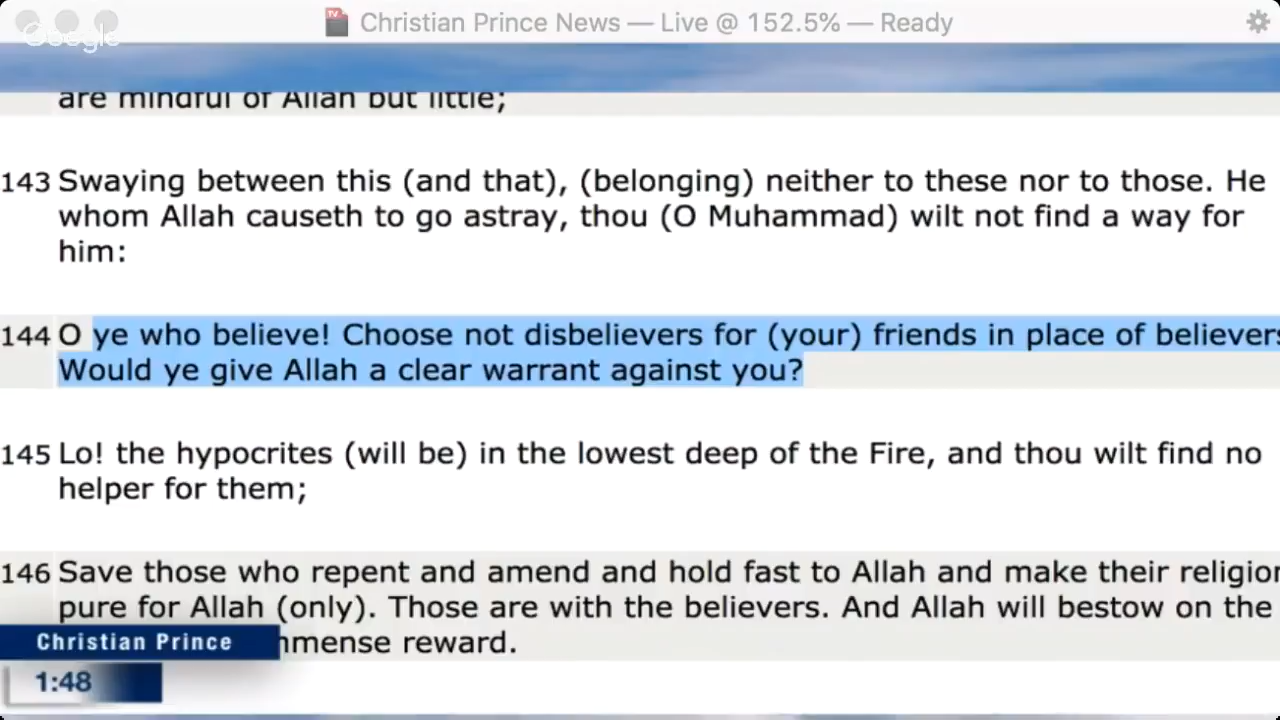 Christian Prince News — Live @ 152.5% — Ready
Google
are mindful of Allah but little;
143 Swaying between this (and that), (belonging) neither to these nor to those. He
whom Allah causeth to go astray, thou (O Muhammad) wilt not find a way for
him:
144 O ye who believe! Choose not disbelievers for (your) friends in place of believers
Would ye give Allah a clear warrant against you?
145 Lo! the hypocrites (will be) in the lowest deep of the Fire, and thou wilt find no
helper for them;
146 Save those who repent and amend and hold fast to Allah and make their religion
pure for Allah (only). Those are with the believers. And Allah will bestow on the
mmense reward.
Christian Prince
1:48